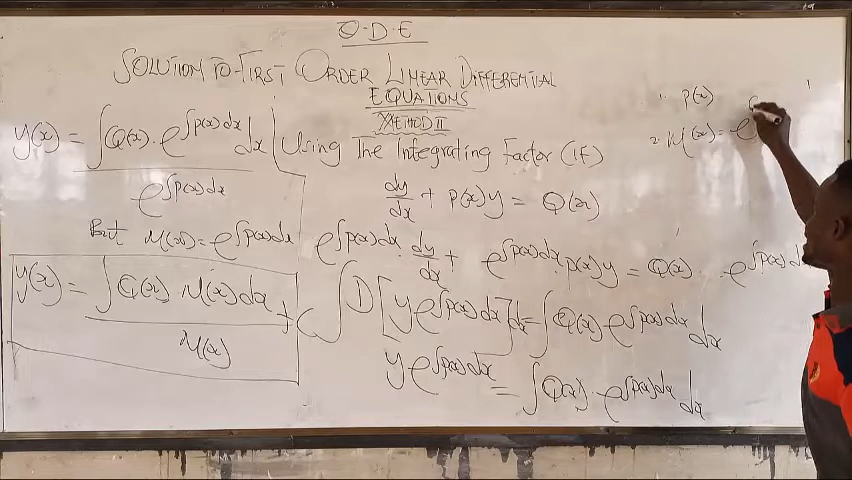 O.D.E
SOLUTION TO FIRST ORDER LINEAR DIFFERENTIAL
EQUATIONS
METHOD II
Using The Integrating Factor (IF)
dy/dx + P(x)y = Q(x)
e^∫P(x)dx · dy/dx + e^∫P(x)dx · P(x)y = Q(x) · e^∫P(x)dx
∫D[y e^∫P(x)dx]dx = ∫Q(x) e^∫P(x)dx dx
y e^∫P(x)dx = ∫Q(x) · e^∫P(x)dx dx
y(x) = ∫Q(x) · e^∫P(x)dx dx / e^∫P(x)dx
But M(x) = e^∫P(x)dx
y(x) = ∫Q(x) · M(x)dx / M(x) + C
1. P(x)
2. M(x) = e^∫